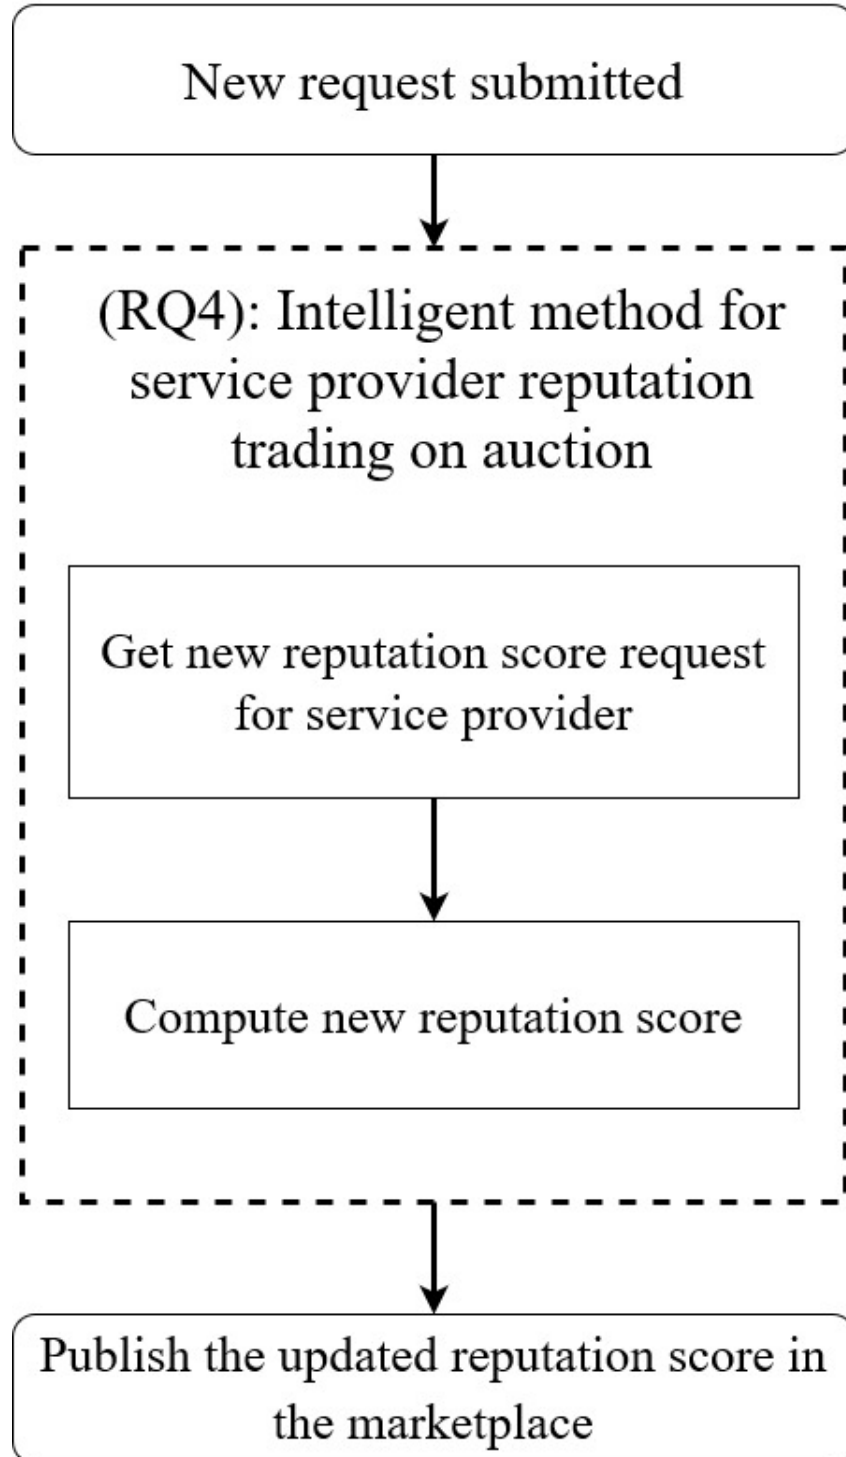 New request submitted
(RQ4): Intelligent method for
service provider reputation
trading on auction
Get new reputation score request
for service provider
Compute new reputation score
Publish the updated reputation score in
the marketplace